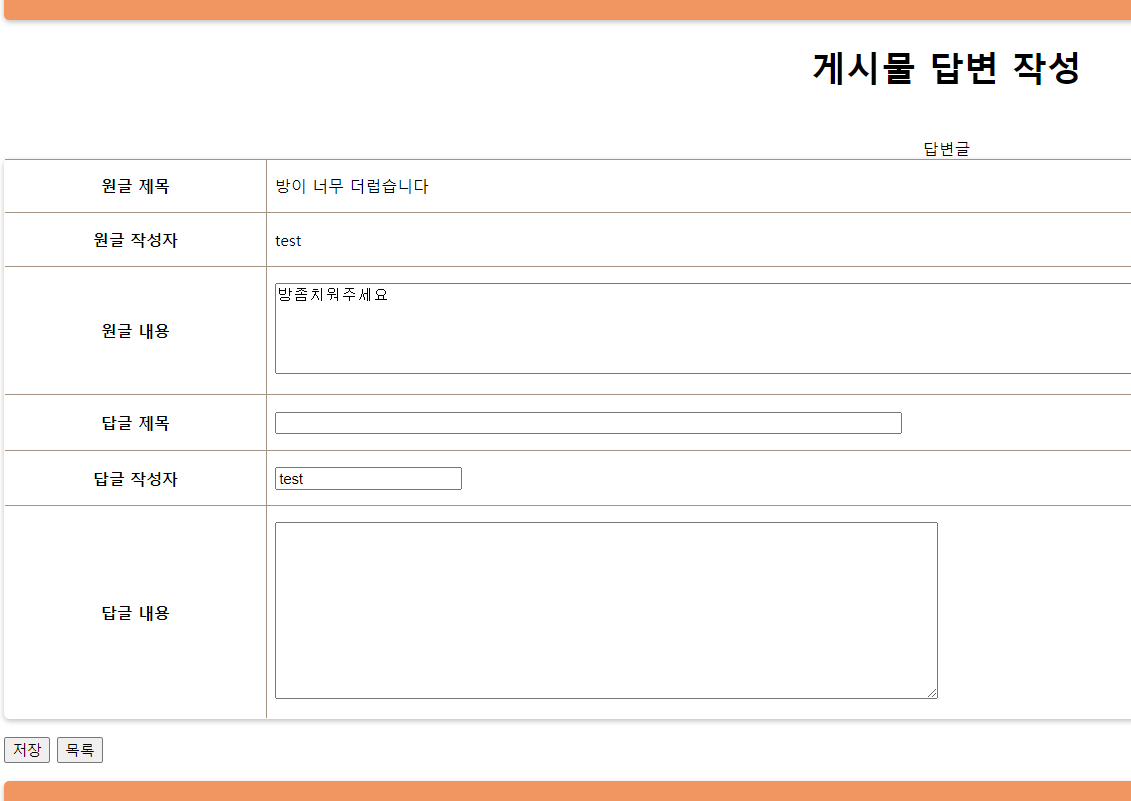 게시물 답변 작성
답변글
원글 제목 방이 너무 더럽습니다
원글 작성자 test
원글 내용 방좀치워주세요
답글 제목
답글 작성자 test
답글 내용
저장 목록